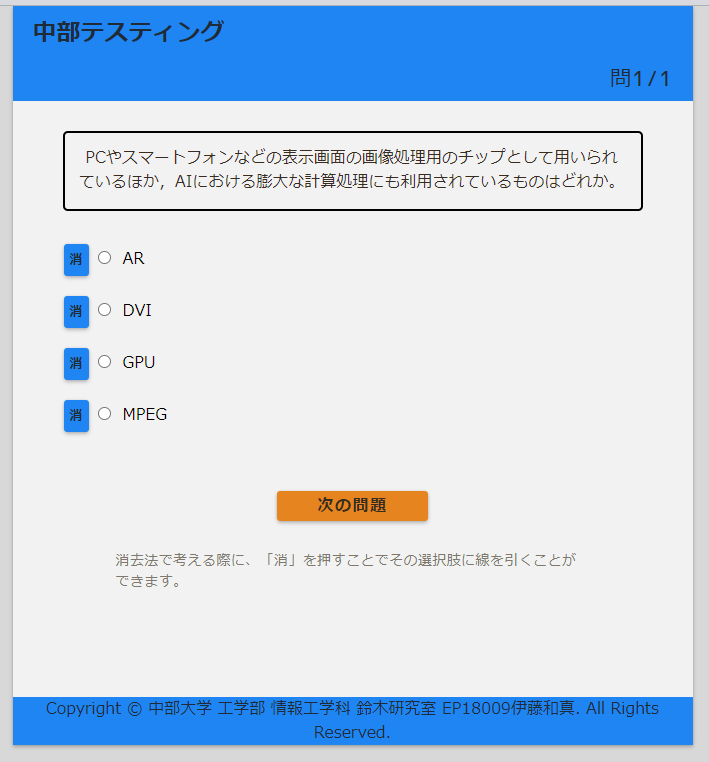 中部テスティング
問1/1
PCやスマートフォンなどの表示画面の画像処理用のチップとして用いられ
ているほか，AIにおける膨大な計算処理にも利用されているものはどれか。
消 AR
消 DVI
消 GPU
消 MPEG
次の問題
消去法で考える際に、「消」を押すことでその選択肢に線を引くことが
できます。
Copyright © 中部大学 工学部 情報工学科 鈴木研究室 EP18009伊藤和真. All Rights
Reserved.